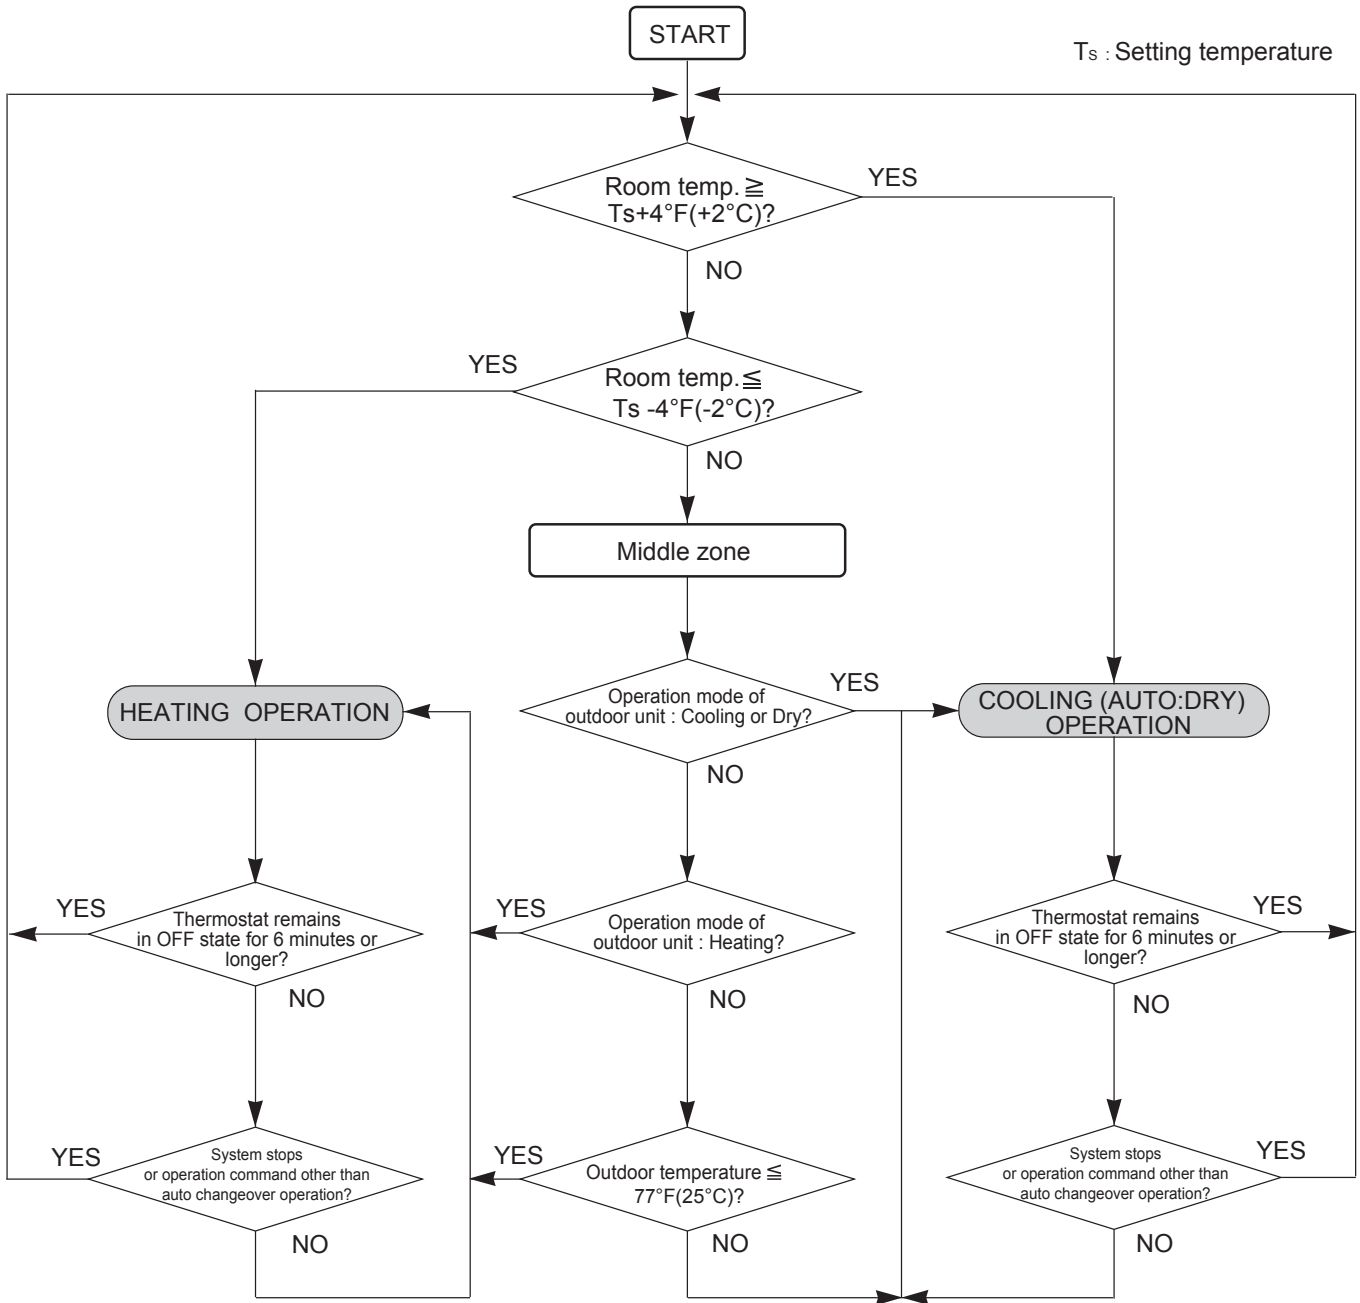 START
Ts : Setting temperature
Room temp. ≧
Ts+4°F(+2°C)?
YES
NO
Room temp.≦
Ts -4°F(-2°C)?
YES
NO
Middle zone
HEATING OPERATION
Operation mode of
outdoor unit : Cooling or Dry?
YES
NO
COOLING (AUTO:DRY)
OPERATION
YES
Thermostat remains
in OFF state for 6 minutes or
longer?
NO
YES
Operation mode of
outdoor unit : Heating?
NO
Thermostat remains
in OFF state for 6 minutes or
longer?
YES
NO
YES
System stops
or operation command other than
auto changeover operation?
NO
YES
Outdoor temperature ≦
77°F(25°C)?
NO
System stops
or operation command other than
auto changeover operation?
YES
NO